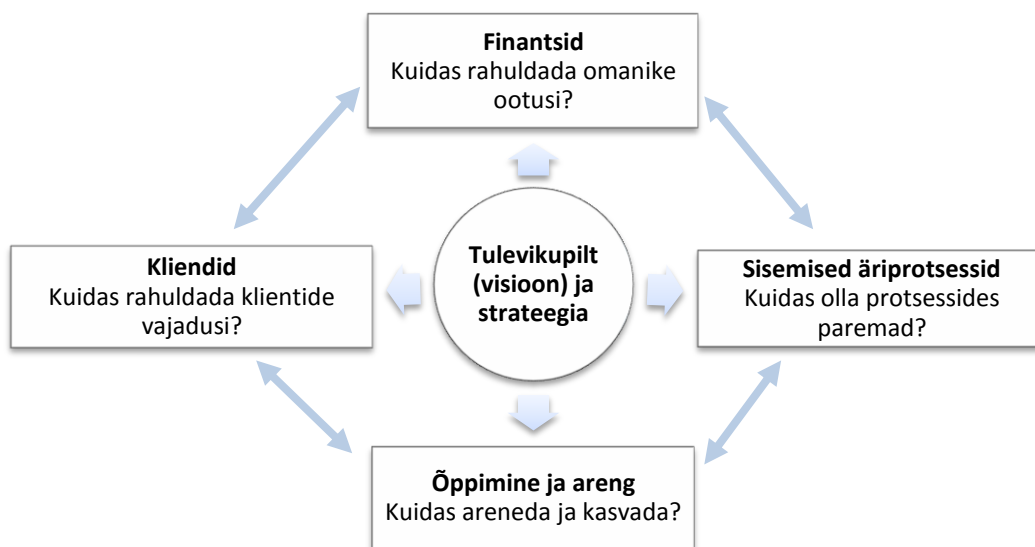 Finantsid
Kuidas rahuldada omanike
ootusi?
Kliendid
Kuidas rahuldada klientide
vajadusi?
Tulevikupilt
(visioon) ja
strateegia
Sisemised äriprotsessid
Kuidas olla protsessides
paremad?
Õppimine ja areng
Kuidas areneda ja kasvada?